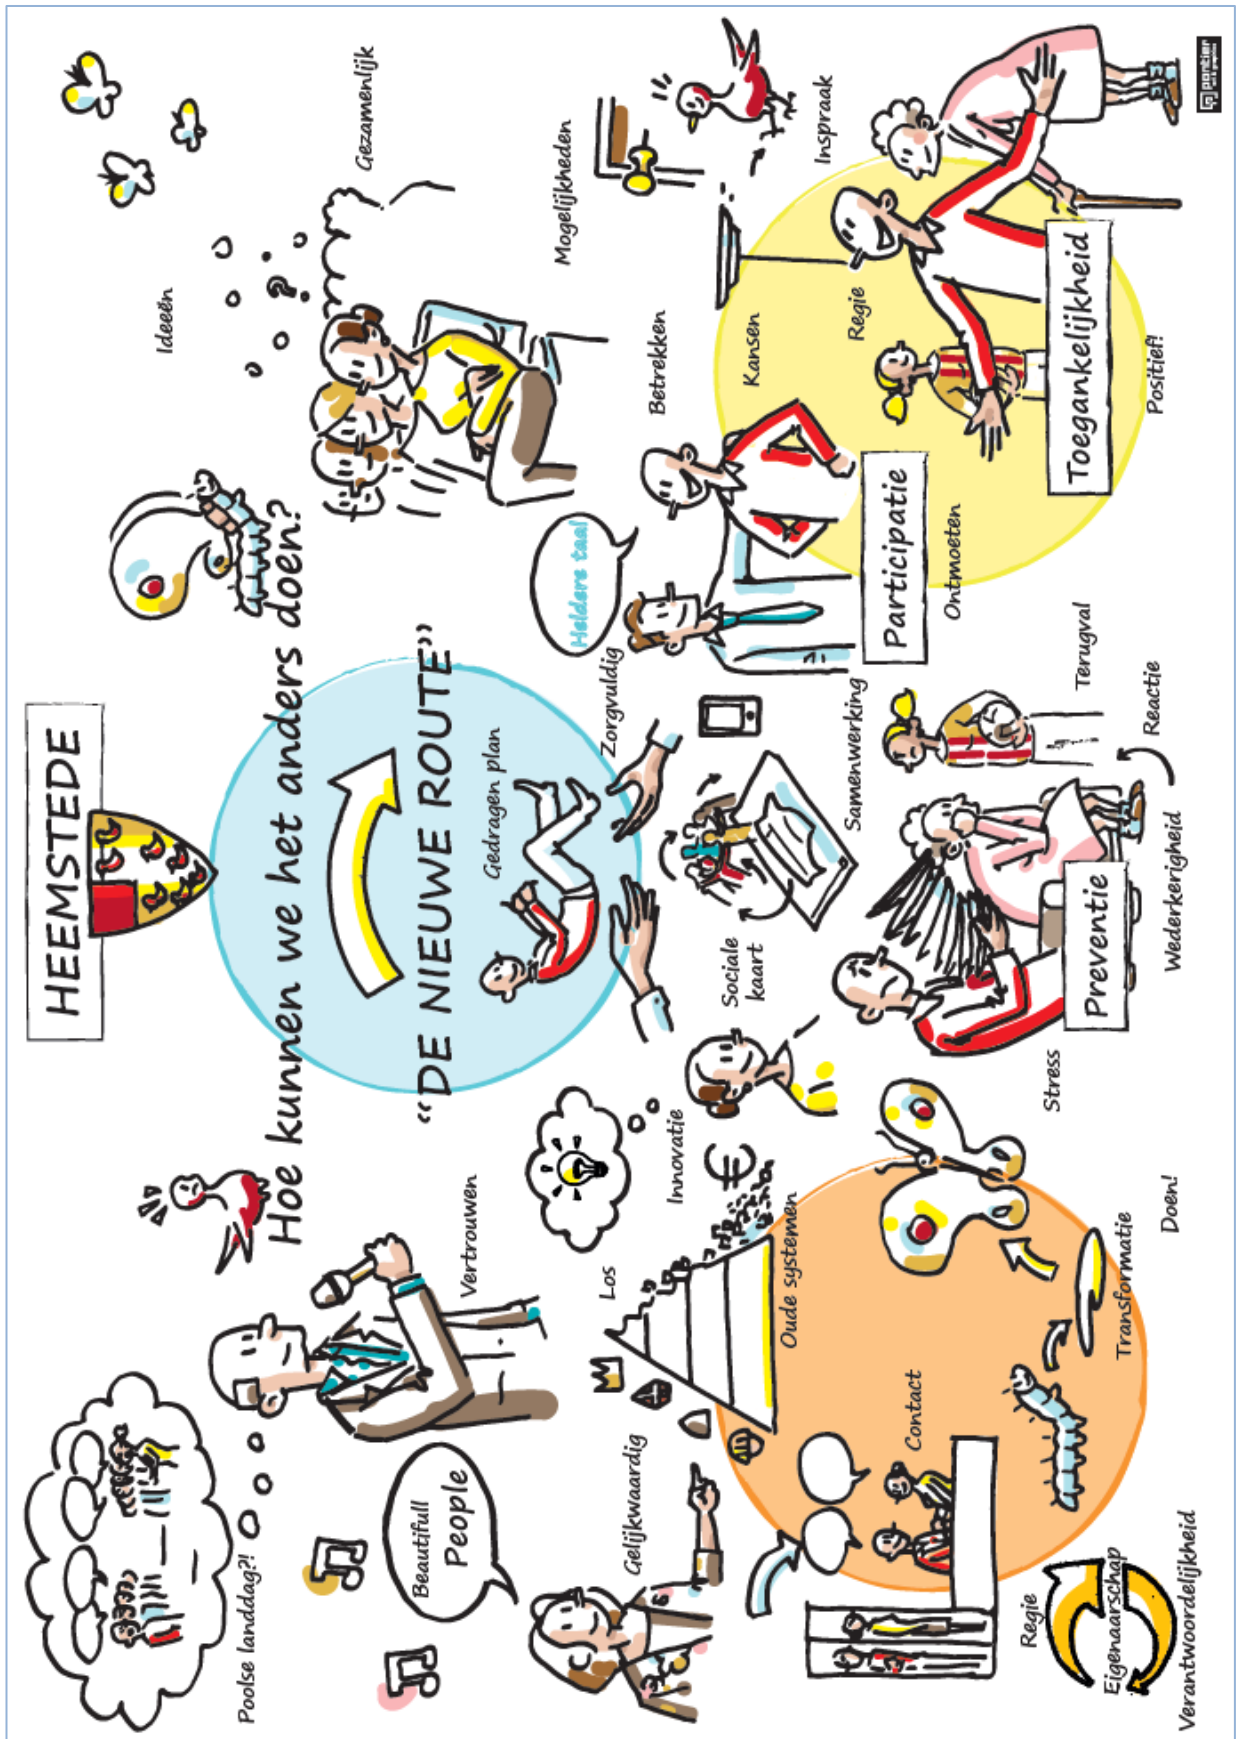 HEEMSTEDE
Hoe kunnen we het anders doen?
"DE NIEUWE ROUTE"
Gedragen plan
Zorgvuldig
Poolse landdag?!
Vertrouwen
Beautifull
People
Gelijkwaardig
Los
Innovatie
Oude systemen
€
Contact
Regie
Eigenaarschap
Verantwoordelijkheid
Transformatie
Doen!
Sociale
kaart
Samenwerking
Stress
Preventie
Wederkerigheid
Reactie
Terugval
Ideeën
?
Gezamenlijk
Mogelijkheden
Heldere taal
Betrekken
Kansen
Inspraak
Regie
Participatie
Ontmoeten
Toegankelijkheid
Positief!
pontier